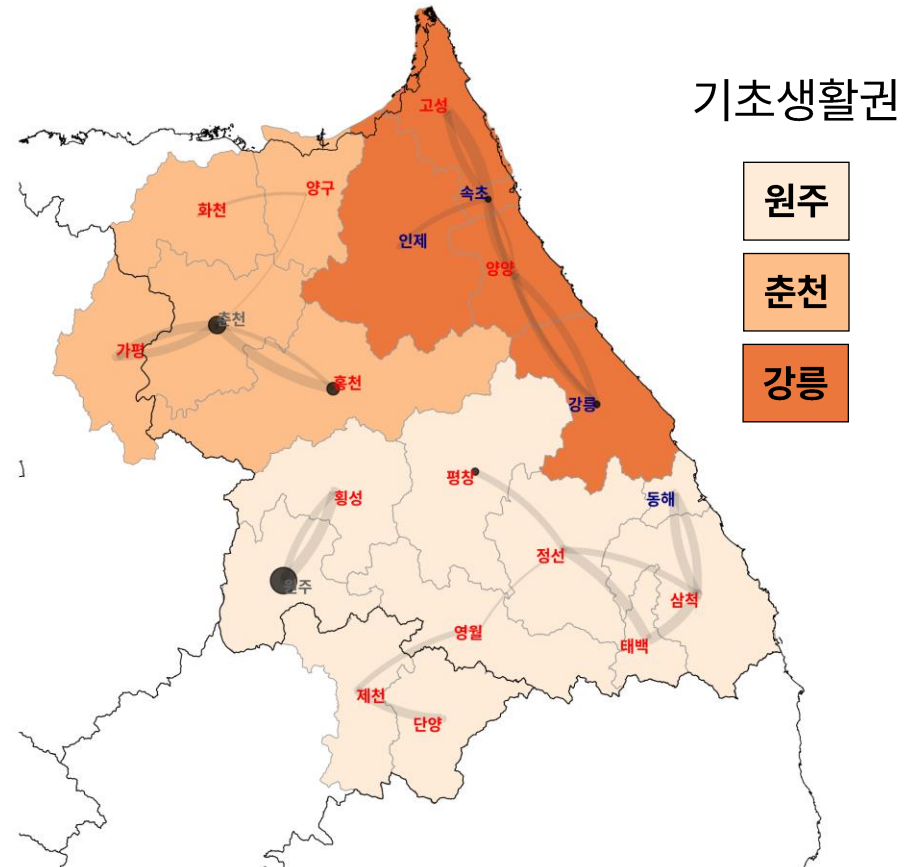 고성
기초생활권
양구
속초
원주
화천
인제
양양
춘천
춘천
가평
홍천
강릉
강릉
평창
횡성
동해
정선
원주
삼척
영월
태백
제천
단양